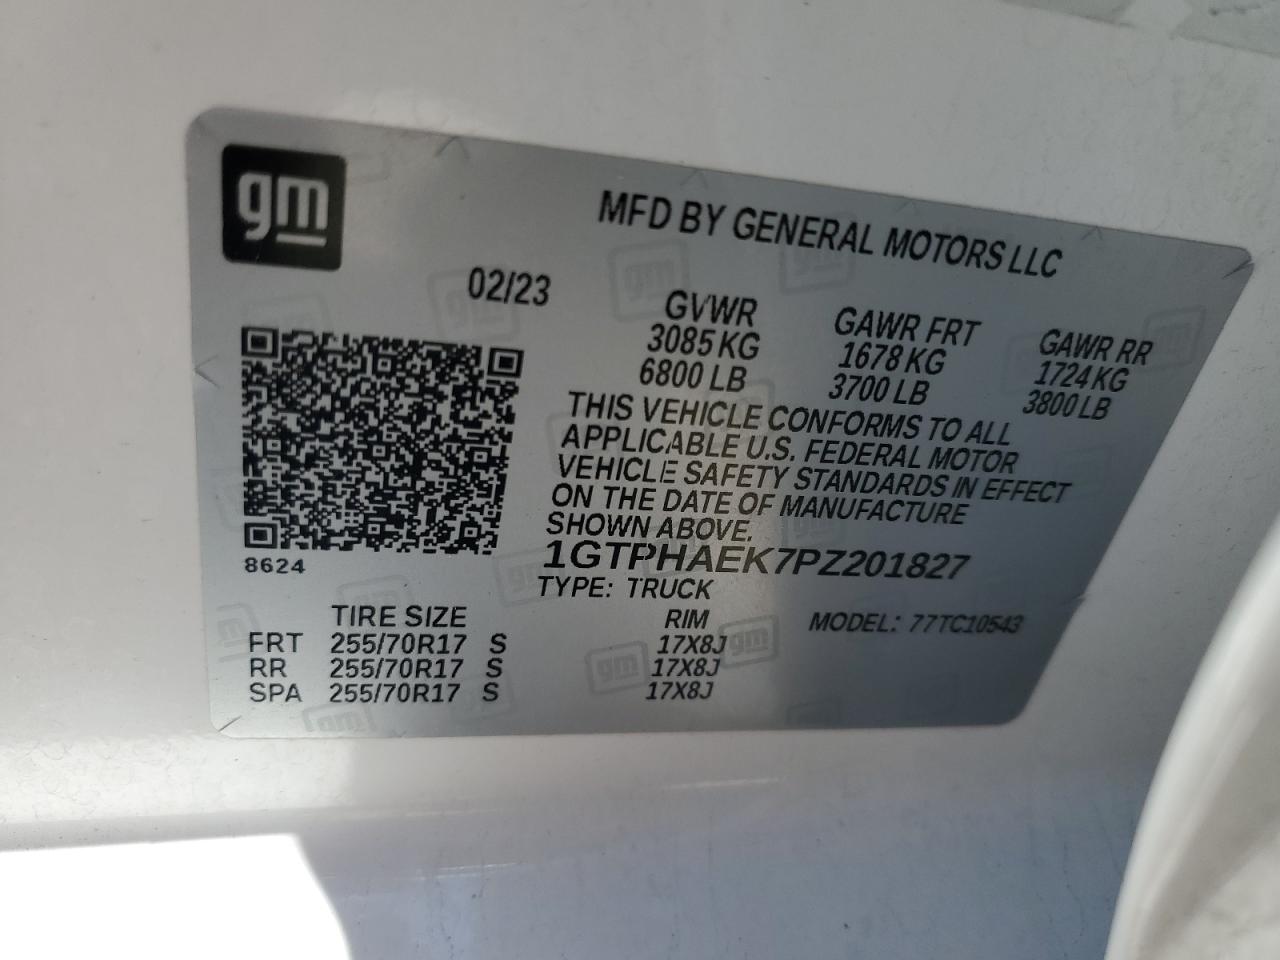 gm
MFD BY GENERAL MOTORS LLC
02/23
GVWR GAWR FRT GAWR RR
3085 KG 1678 KG 1724 KG
6800 LB 3700 LB 3800 LB
THIS VEHICLE CONFORMS TO ALL
APPLICABLE U.S. FEDERAL MOTOR
VEHICLE SAFETY STANDARDS IN EFFECT
ON THE DATE OF MANUFACTURE
SHOWN ABOVE.
1GTPHAEK7PZ201827
8624
TYPE: TRUCK
TIRE SIZE RIM MODEL: 77TC10543
FRT 255/70R17 S 17X8J
RR 255/70R17 S 17X8J
SPA 255/70R17 S 17X8J